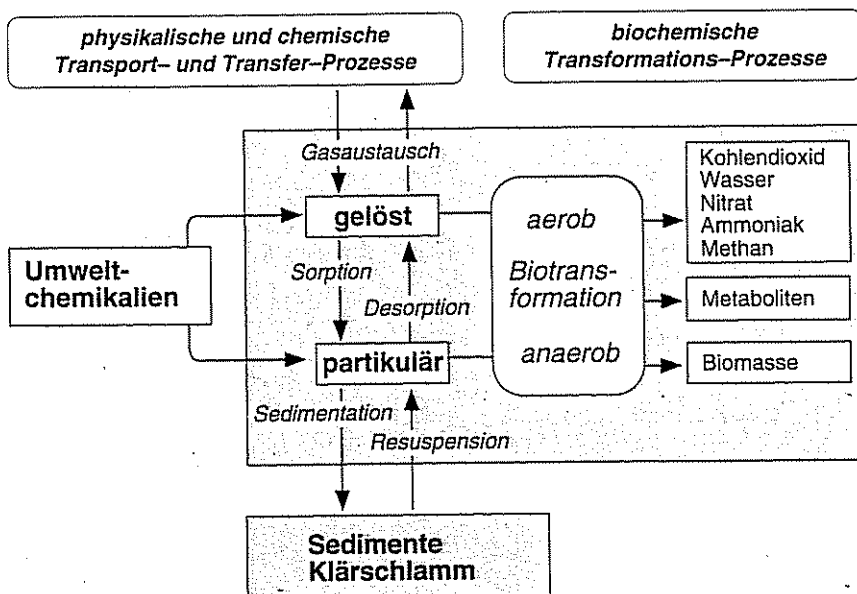 physikalische und chemische
Transport– und Transfer–Prozesse
biochemische
Transformations–Prozesse
Gasaustausch
gelöst
Umwelt-
chemikalien
Sorption
Desorption
partikulär
Sedimentation
Resuspension
aerob
Biotrans-
formation
anaerob
Kohlendioxid
Wasser
Nitrat
Ammoniak
Methan
Metaboliten
Biomasse
Sedimente
Klärschlamm